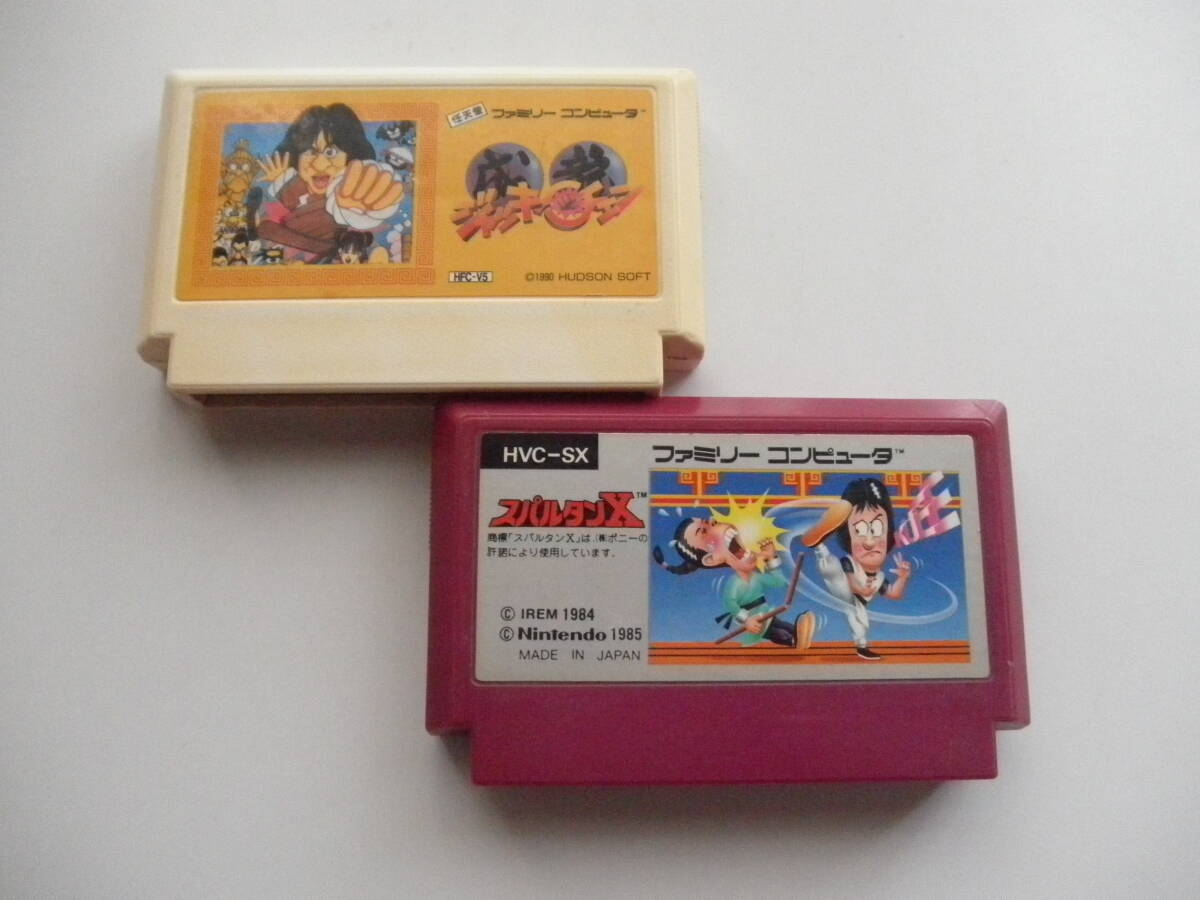 任天堂 ファミリー コンピュータ™
成 龍
ジャッキーチェン
HFC-V5
©1990 HUDSON SOFT
HVC-SX
ファミリー コンピュータ™
スパルタンX™
商標「スパルタンX」は、(株)ポニーの
許諾により使用しています。
© IREM 1984
© Nintendo 1985
MADE IN JAPAN